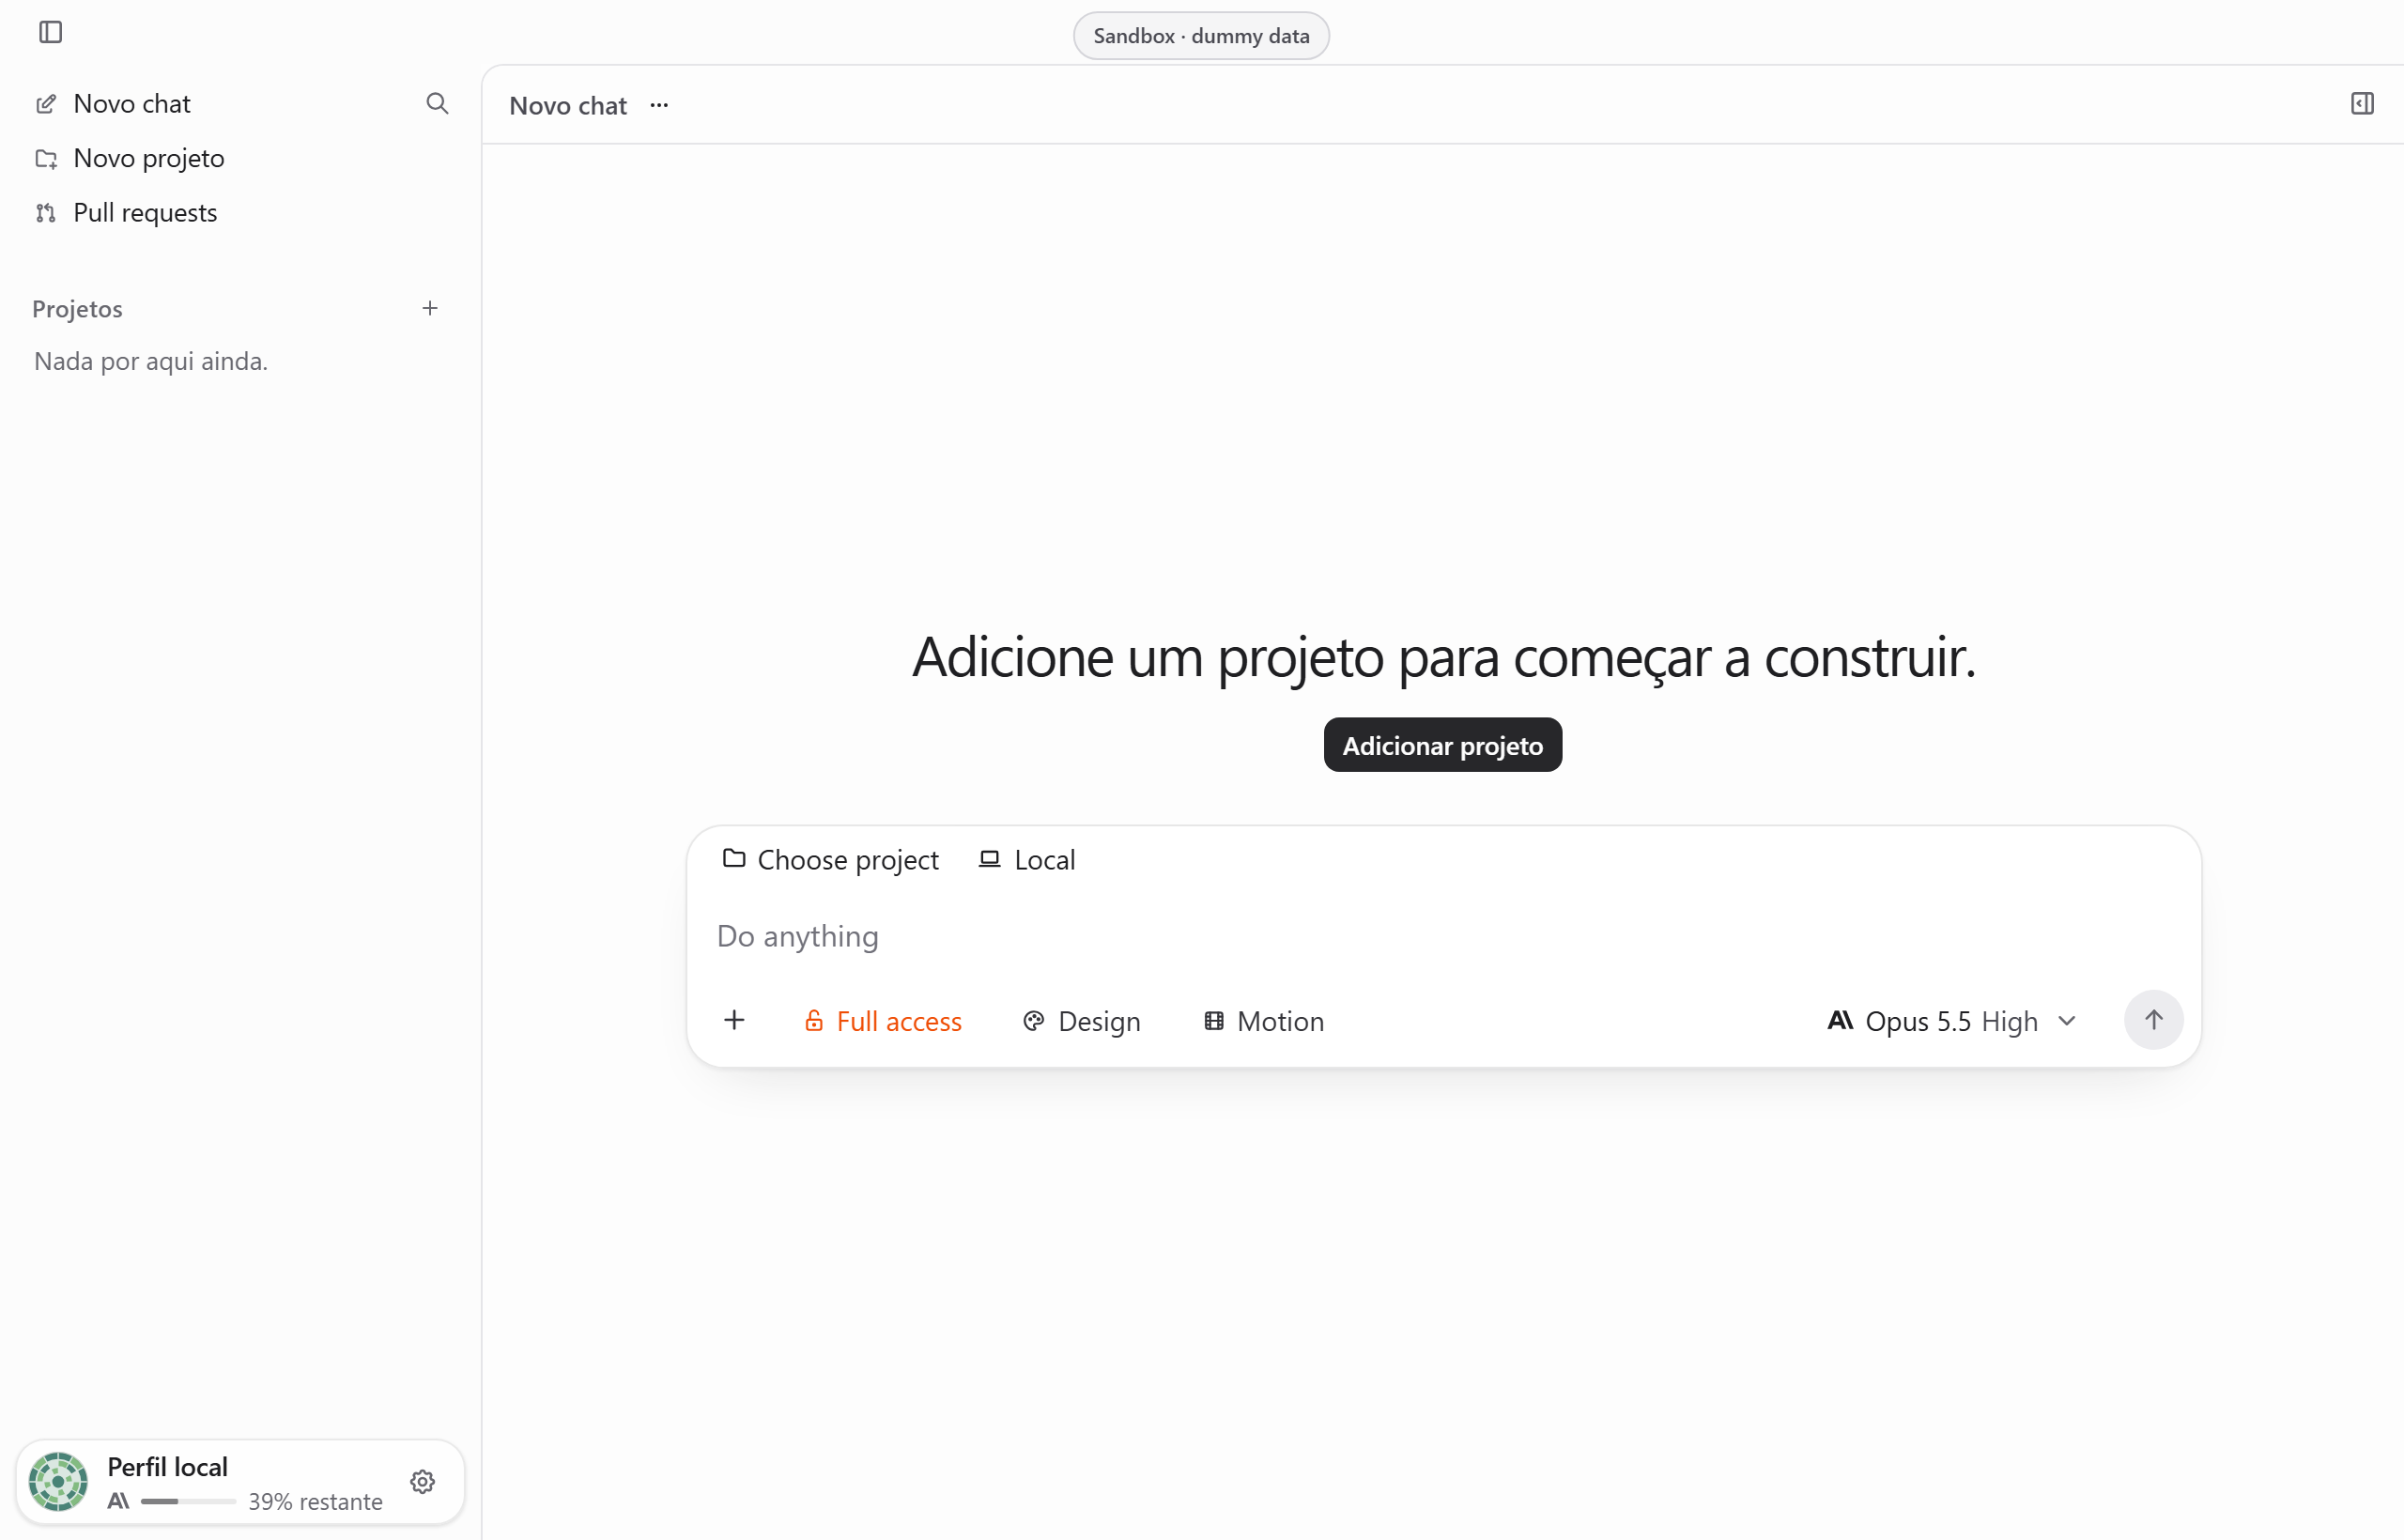 Sandbox · dummy data
Novo chat
Novo projeto
Pull requests
Projetos
Nada por aqui ainda.
Novo chat
Adicione um projeto para começar a construir.
Adicionar projeto
Choose project Local
Do anything
Full access Design Motion Opus 5.5 High
Perfil local
39% restante